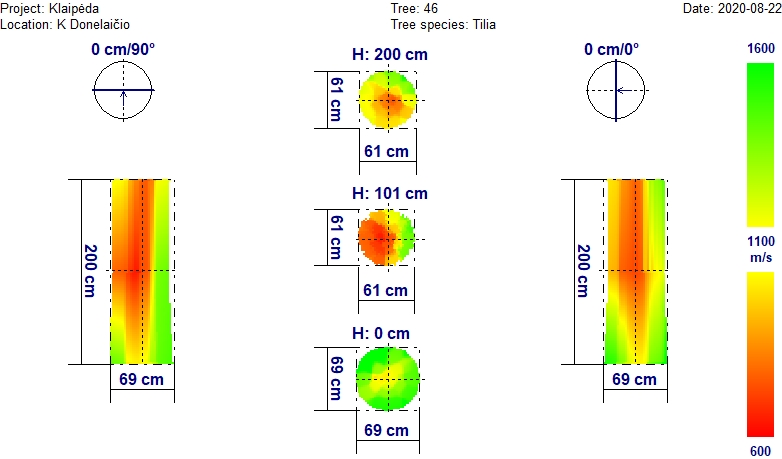 Project: Klaipėda
Tree: 46
Date: 2020-08-22
Location: K Donelaičio
Tree species: Tilia
0 cm/90°
H: 200 cm
0 cm/0°
1600
61 cm
61 cm
H: 101 cm
61 cm
61 cm
200 cm
200 cm
1100
m/s
H: 0 cm
69 cm
69 cm
69 cm
69 cm
600